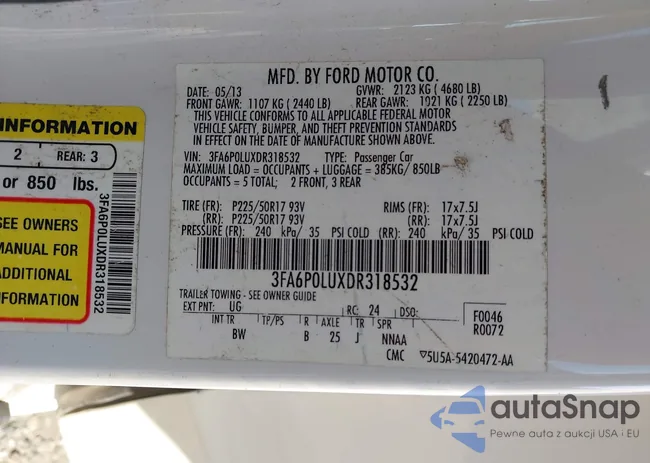 INFORMATION
2 REAR: 3
or 850 lbs.
SEE OWNERS
MANUAL FOR
ADDITIONAL
INFORMATION
3FA6P0LUXDR318532
MFD. BY FORD MOTOR CO.
DATE: 05/13 GVWR: 2123 KG ( 4680 LB)
FRONT GAWR: 1107 KG ( 2440 LB) REAR GAWR: 1021 KG ( 2250 LB)
THIS VEHICLE CONFORMS TO ALL APPLICABLE FEDERAL MOTOR
VEHICLE SAFETY, BUMPER, AND THEFT PREVENTION STANDARDS
IN EFFECT ON THE DATE OF MANUFACTURE SHOWN ABOVE.
VIN: 3FA6P0LUXDR318532 TYPE: Passenger Car
MAXIMUM LOAD = OCCUPANTS + LUGGAGE = 385KG/ 850LB
OCCUPANTS = 5 TOTAL; 2 FRONT, 3 REAR
TIRE (FR): P225/50R17 93V RIMS (FR): 17x7.5J
(RR): P225/50R17 93V (RR): 17x7.5J
PRESSURE (FR): 240 kPa/ 35 PSI COLD (RR): 240 kPa/ 35 PSI COLD
3FA6P0LUXDR318532
TRAILER TOWING - SEE OWNER GUIDE
EXT PNT: UG RC: 24 DSO: F0046
INT TR TP/PS R AXLE TR SPR R0072
BW B 25 J NNAA
CMC ▽5U5A-5420472-AA
autaSnap
Pewne auta z aukcji USA i EU